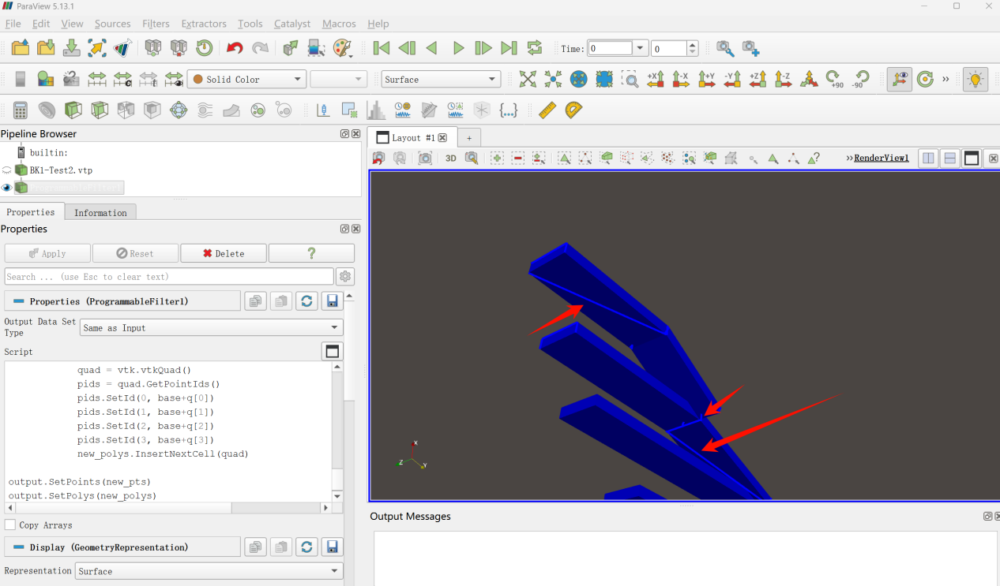 ParaView 5.13.1
File Edit View Sources Filters Extractors Tools Catalyst Macros Help
Time: 0 0
Solid Color Surface +X -X +Y -Y +Z -Z +90 -90 »
Pipeline Browser
builtin:
BK1-Test2.vtp
ProgrammableFilter1
Layout #1 +
3D »RenderView1
Properties Information
Properties
Apply Reset Delete ?
Search ... (use Esc to clear text)
Properties (ProgrammableFilter1)
Output Data Set Type Same as Input
Script
quad = vtk.vtkQuad()
pids = quad.GetPointIds()
pids.SetId(0, base+q[0])
pids.SetId(1, base+q[1])
pids.SetId(2, base+q[2])
pids.SetId(3, base+q[3])
new_polys.InsertNextCell(quad)
output.SetPoints(new_pts)
output.SetPolys(new_polys)
Copy Arrays
Display (GeometryRepresentation)
Representation Surface
X
Z
Y
Output Messages